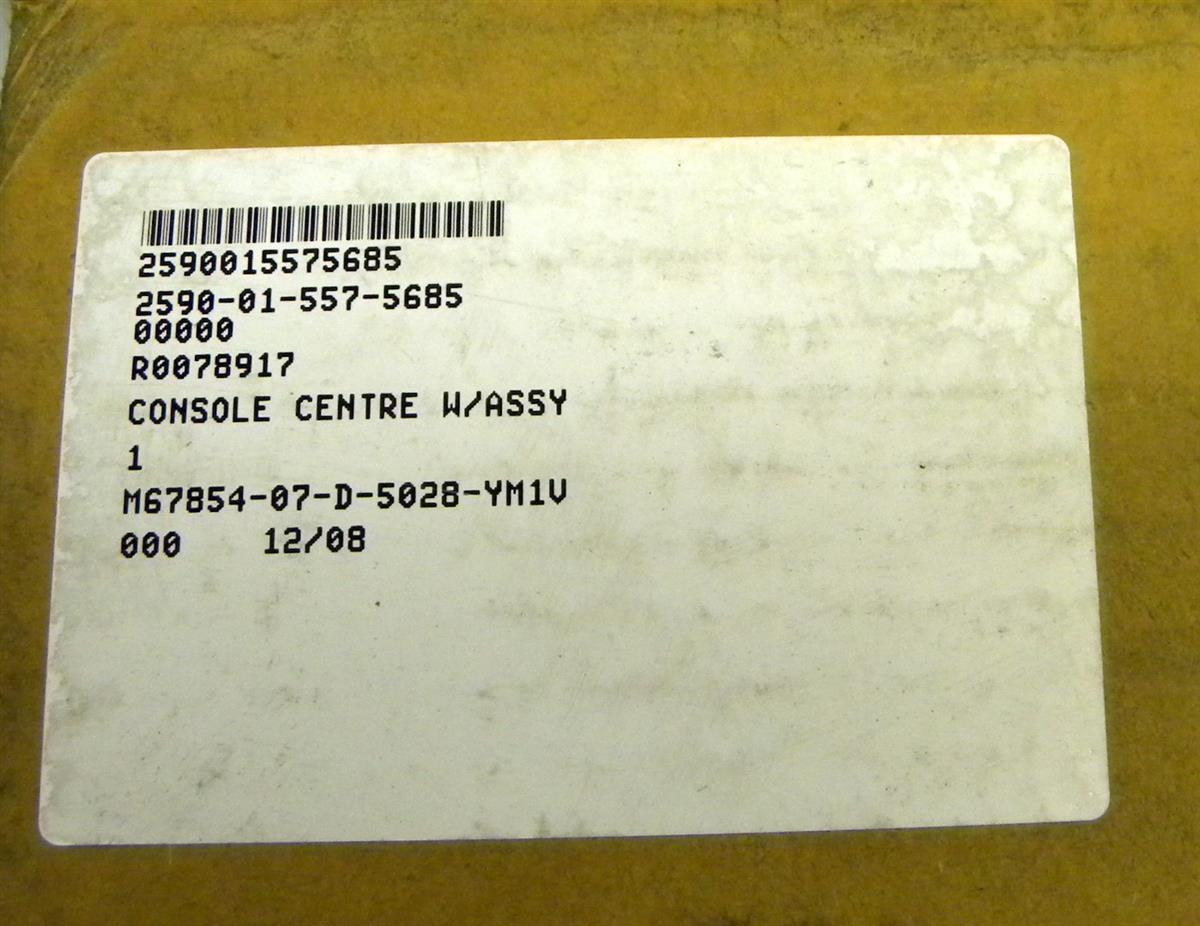 2590015575685
2590-01-557-5685
00000
R0078917
CONSOLE CENTRE W/ASSY
1
M67854-07-D-5028-YM1V
000 12/08